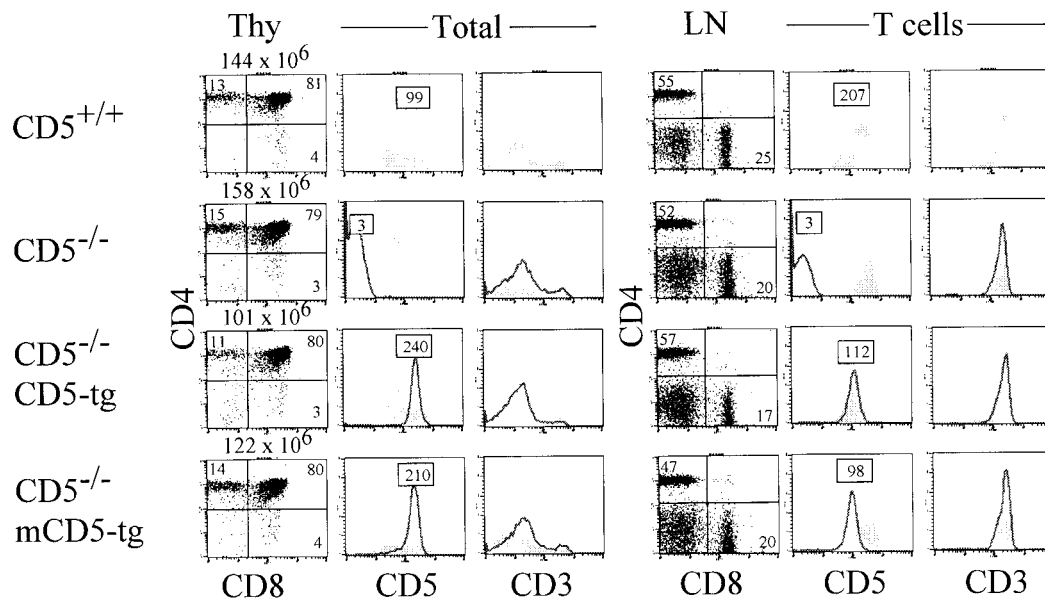 Thy Total LN T cells
144 x 10^6
CD5^+/+ 13 81 4 99 55 25 207
158 x 10^6
CD5^-/- 15 79 3 3 52 20 3
101 x 10^6
CD5^-/- CD5-tg 11 80 3 240 57 17 112
122 x 10^6
CD5^-/- mCD5-tg 14 80 4 210 47 20 98
CD4 CD4
CD8 CD5 CD3 CD8 CD5 CD3